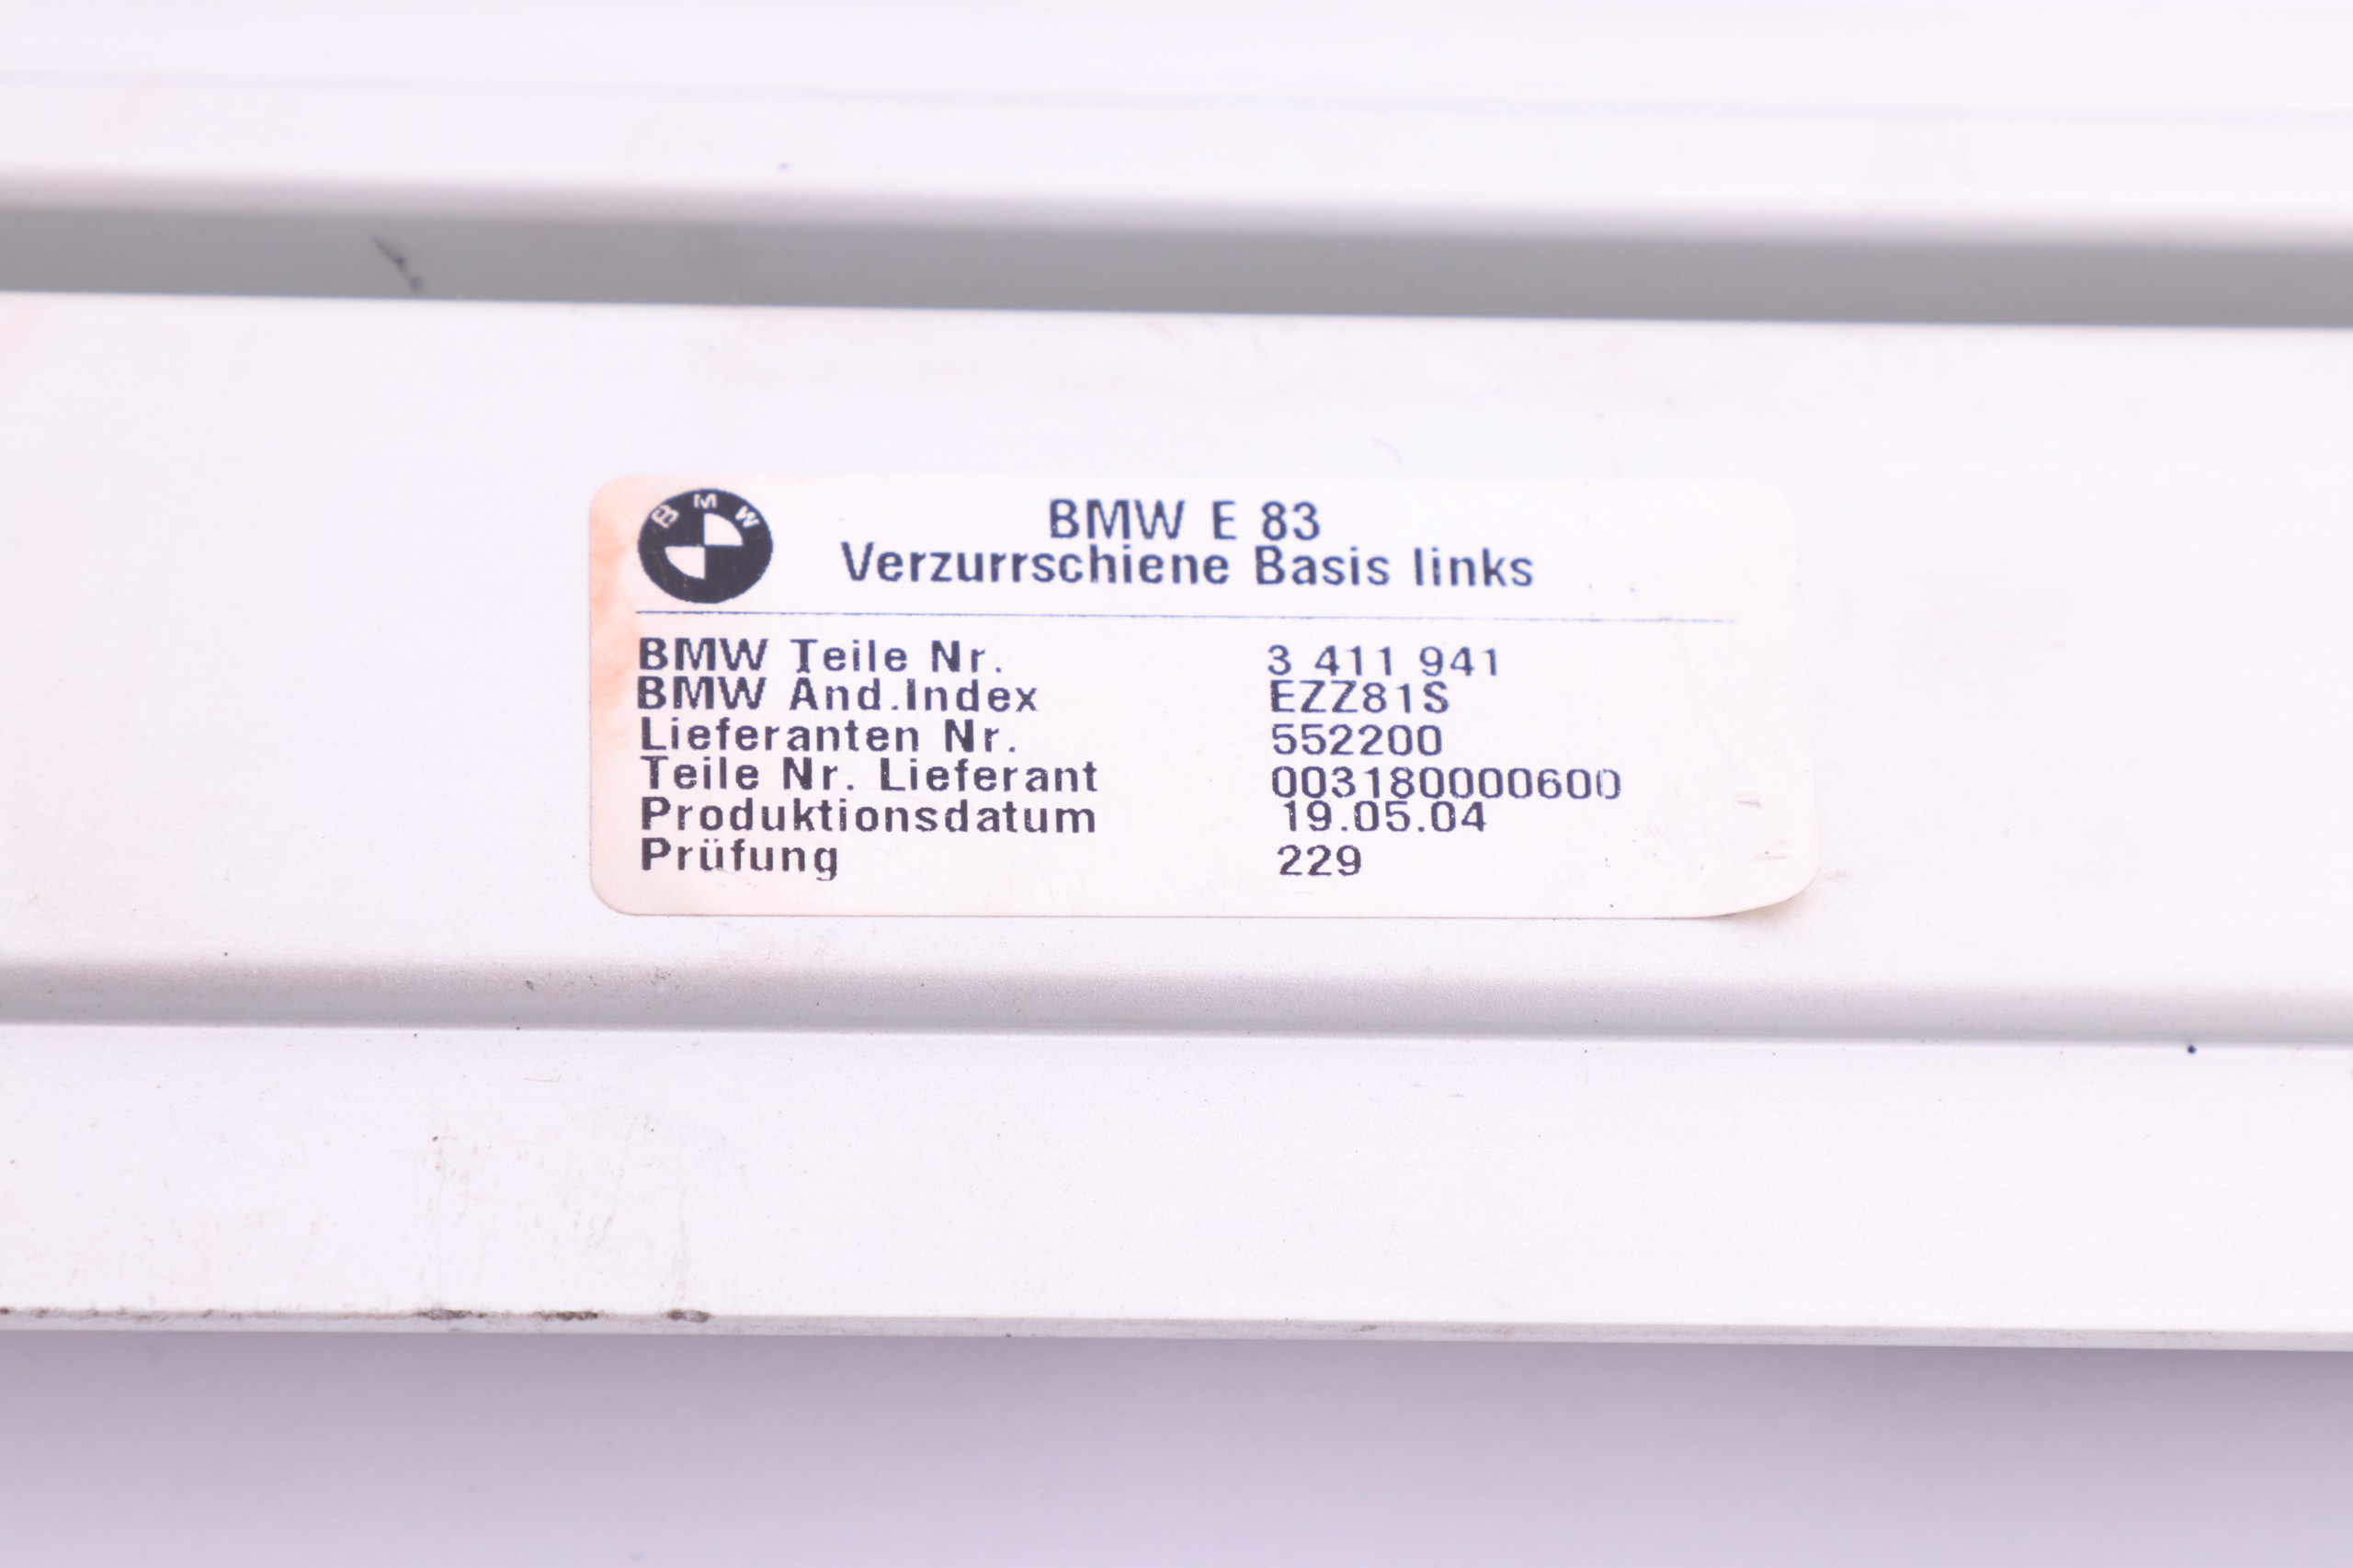 BMW
BMW E 83
Verzurrschiene Basis links
BMW Teile Nr. 3 411 941
BMW Änd.Index EZZ81S
Lieferanten Nr. 552200
Teile Nr. Lieferant 003180000600
Produktionsdatum 19.05.04
Prüfung 229